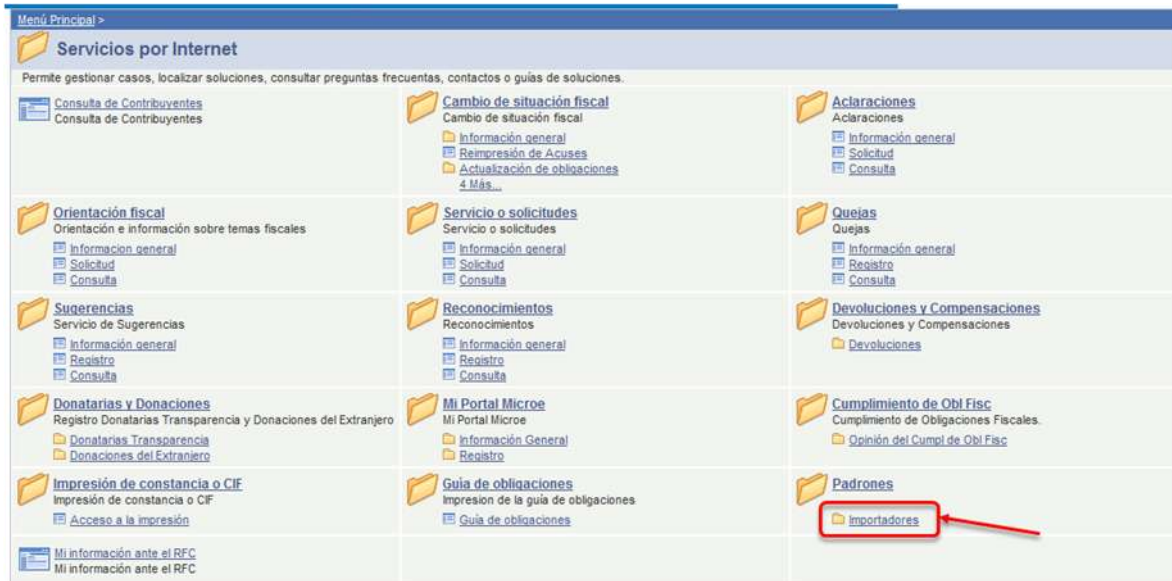 Menú Principal >
Servicios por Internet
Permite gestionar casos, localizar soluciones, consultar preguntas frecuentes, contactos o guías de soluciones.
Consulta de Contribuyentes
Consulta de Contribuyentes
Cambio de situación fiscal
Cambio de situación fiscal
Información general
Reimpresión de Acuses
Actualización de obligaciones
4 Más...
Aclaraciones
Aclaraciones
Información general
Solicitud
Consulta
Orientación fiscal
Orientación e información sobre temas fiscales
Informacion general
Solicitud
Consulta
Servicio o solicitudes
Servicio o solicitudes
Información general
Solicitud
Consulta
Quejas
Quejas
Información general
Registro
Consulta
Sugerencias
Servicio de Sugerencias
Información general
Registro
Consulta
Reconocimientos
Reconocimientos
Información general
Registro
Consulta
Devoluciones y Compensaciones
Devoluciones y Compensaciones
Devoluciones
Donatarias y Donaciones
Registro Donatarias Transparencia y Donaciones del Extranjero
Donatarias Transparencia
Donaciones del Extranjero
Mi Portal Microe
Mi Portal Microe
Información General
Registro
Cumplimiento de Obl Fisc
Cumplimiento de Obligaciones Fiscales.
Opinión del Cumpl de Obl Fisc
Impresión de constancia o CIF
Impresión de constancia o CIF
Acceso a la impresión
Guía de obligaciones
Impresion de la guía de obligaciones
Guía de obligaciones
Padrones
Importadores
Mi información ante el RFC
Mi información ante el RFC